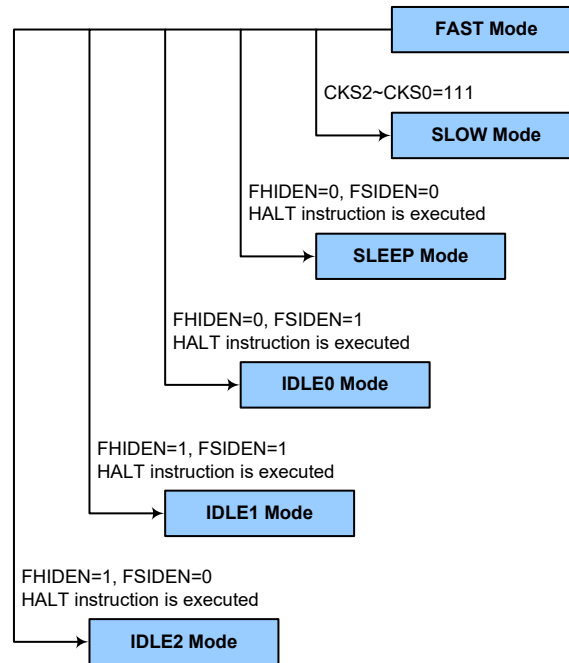 FAST Mode
CKS2~CKS0=111
SLOW Mode
FHIDEN=0, FSIDEN=0
HALT instruction is executed
SLEEP Mode
FHIDEN=0, FSIDEN=1
HALT instruction is executed
IDLE0 Mode
FHIDEN=1, FSIDEN=1
HALT instruction is executed
IDLE1 Mode
FHIDEN=1, FSIDEN=0
HALT instruction is executed
IDLE2 Mode